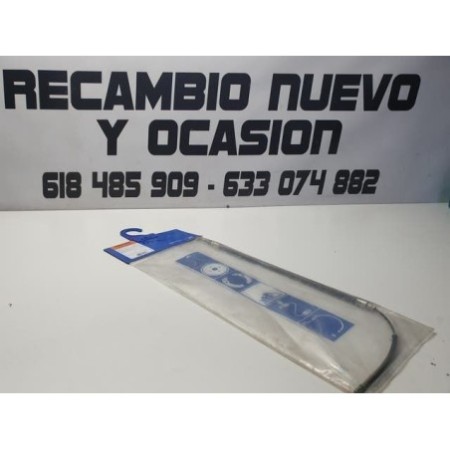 RECAMBIO NUEVO
Y OCASION
618 485 909 - 633 074 882